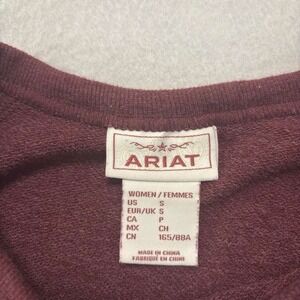 ARIAT
WOMEN / FEMMES
US S
EUR/UK S
CA P
MX CH
CN 165/88A
MADE IN CHINA
FABRIQUÉ EN CHINE